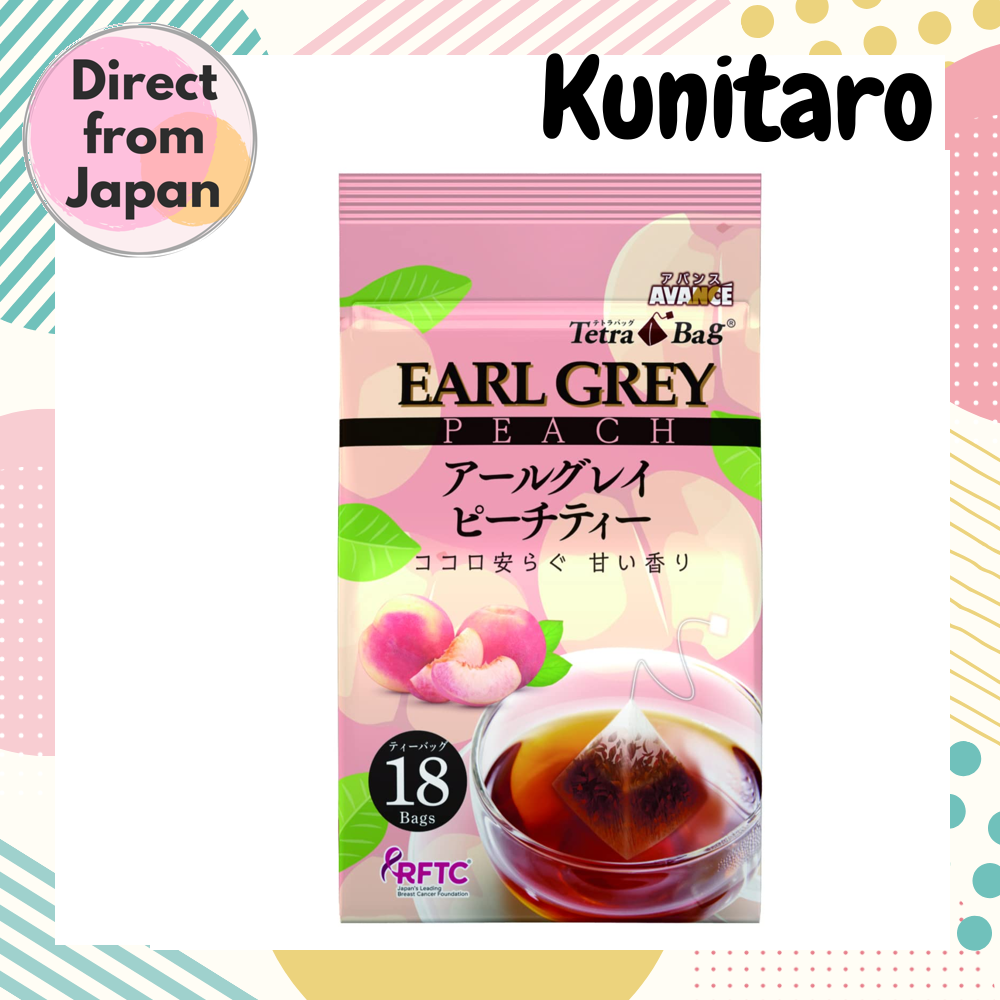 Direct
from
Japan
Kunitaro
アバンス
AVANCÉ
テトラバッグ
Tetra Bag®
EARL GREY
PEACH
アールグレイ
ピーチティー
ココロ安らぐ 甘い香り
ティーバッグ
18
Bags
RFTC®
Japan's Leading
Breast Cancer Foundation